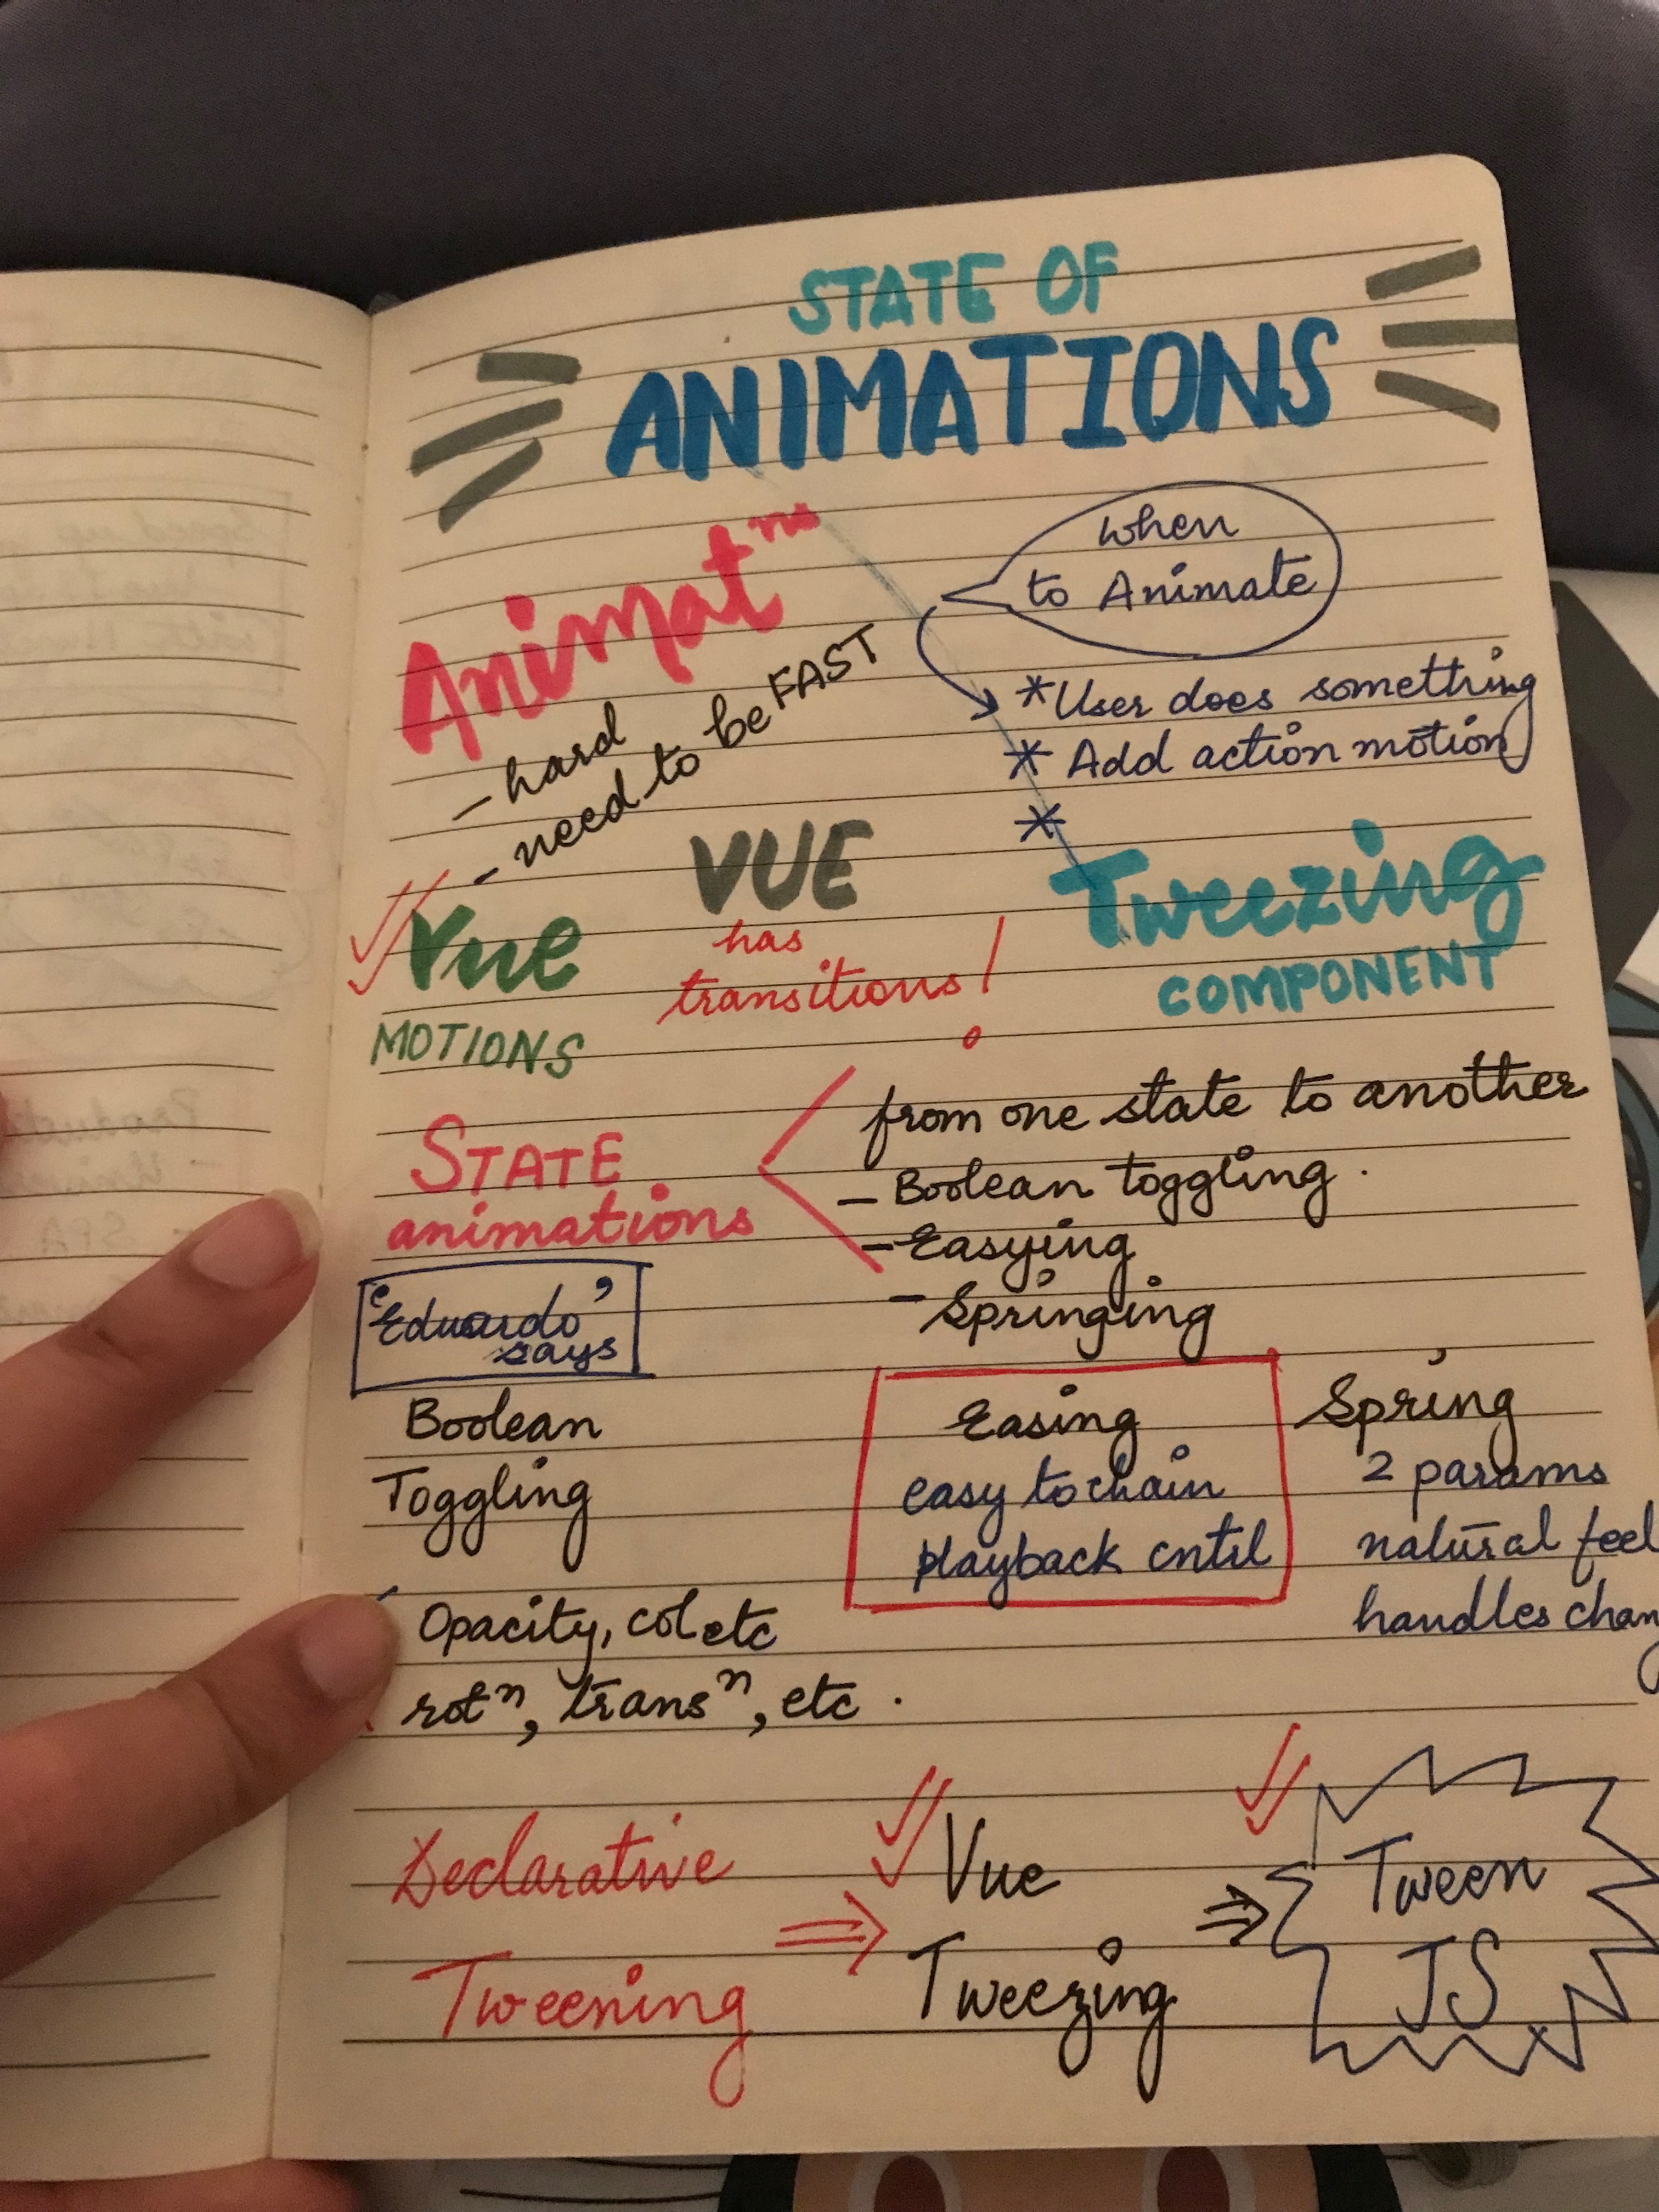 STATE OF
ANIMATIONS
Animatns
- hard
- need to be FAST
when
to Animate
* User does something
* Add action motion
*
Vue
MOTIONS
VUE
has
transitions!
Tweezing
COMPONENT
STATE
animations
from one state to another
- Boolean toggling.
- Easying
- Springing
'Eduardo'
says
Boolean
Toggling
Opacity, col etc
rotn, transn, etc.
Easing
easy to chain
playback cntrl
Spring
2 params
natural feel
handles chang
Declarative
Tweening
⇒
Vue
Tweezing
⇒
Tween
JS